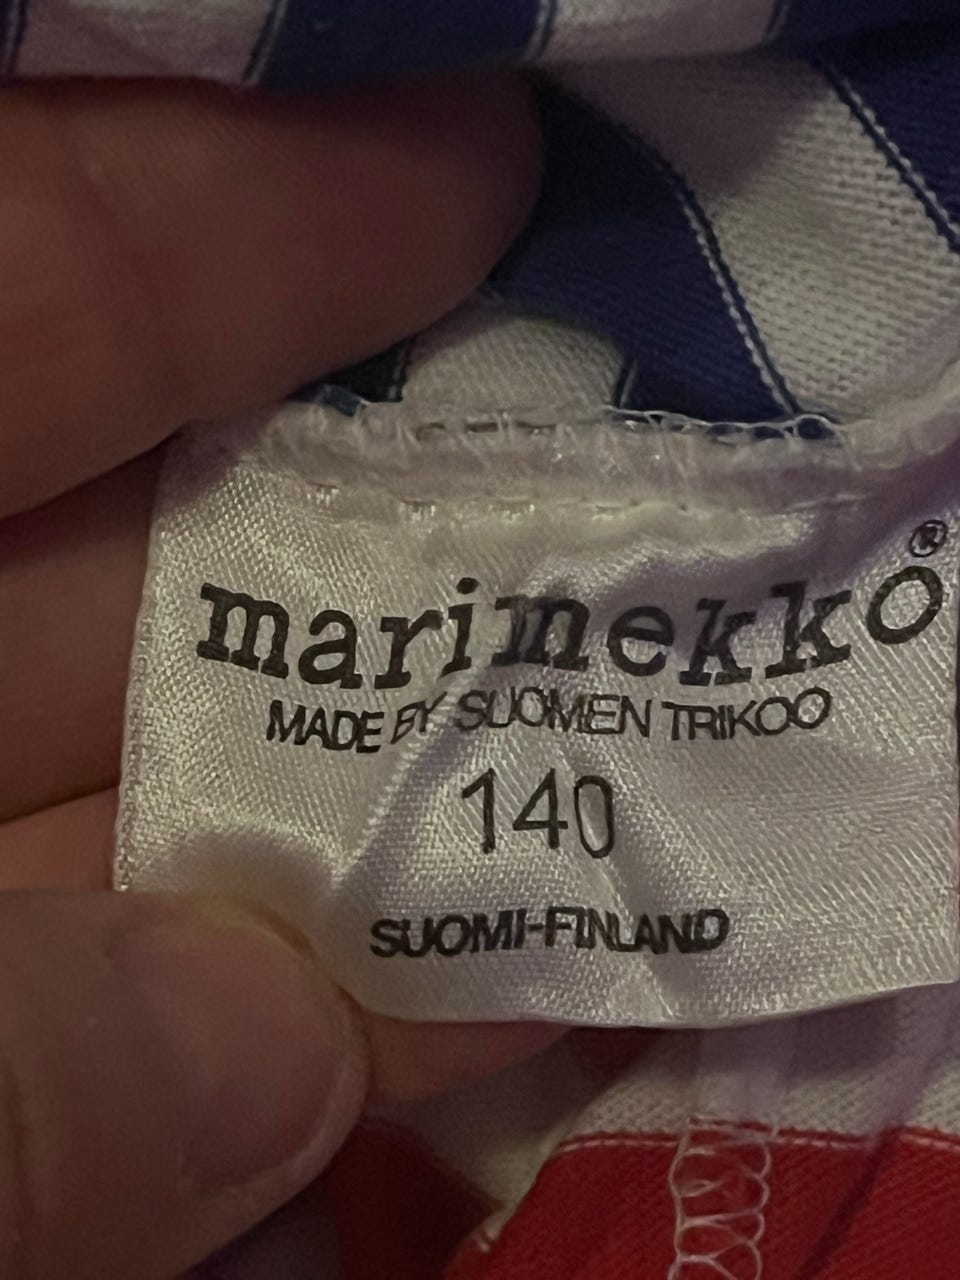 marimekko®
MADE BY SUOMEN TRIKOO
140
SUOMI-FINLAND